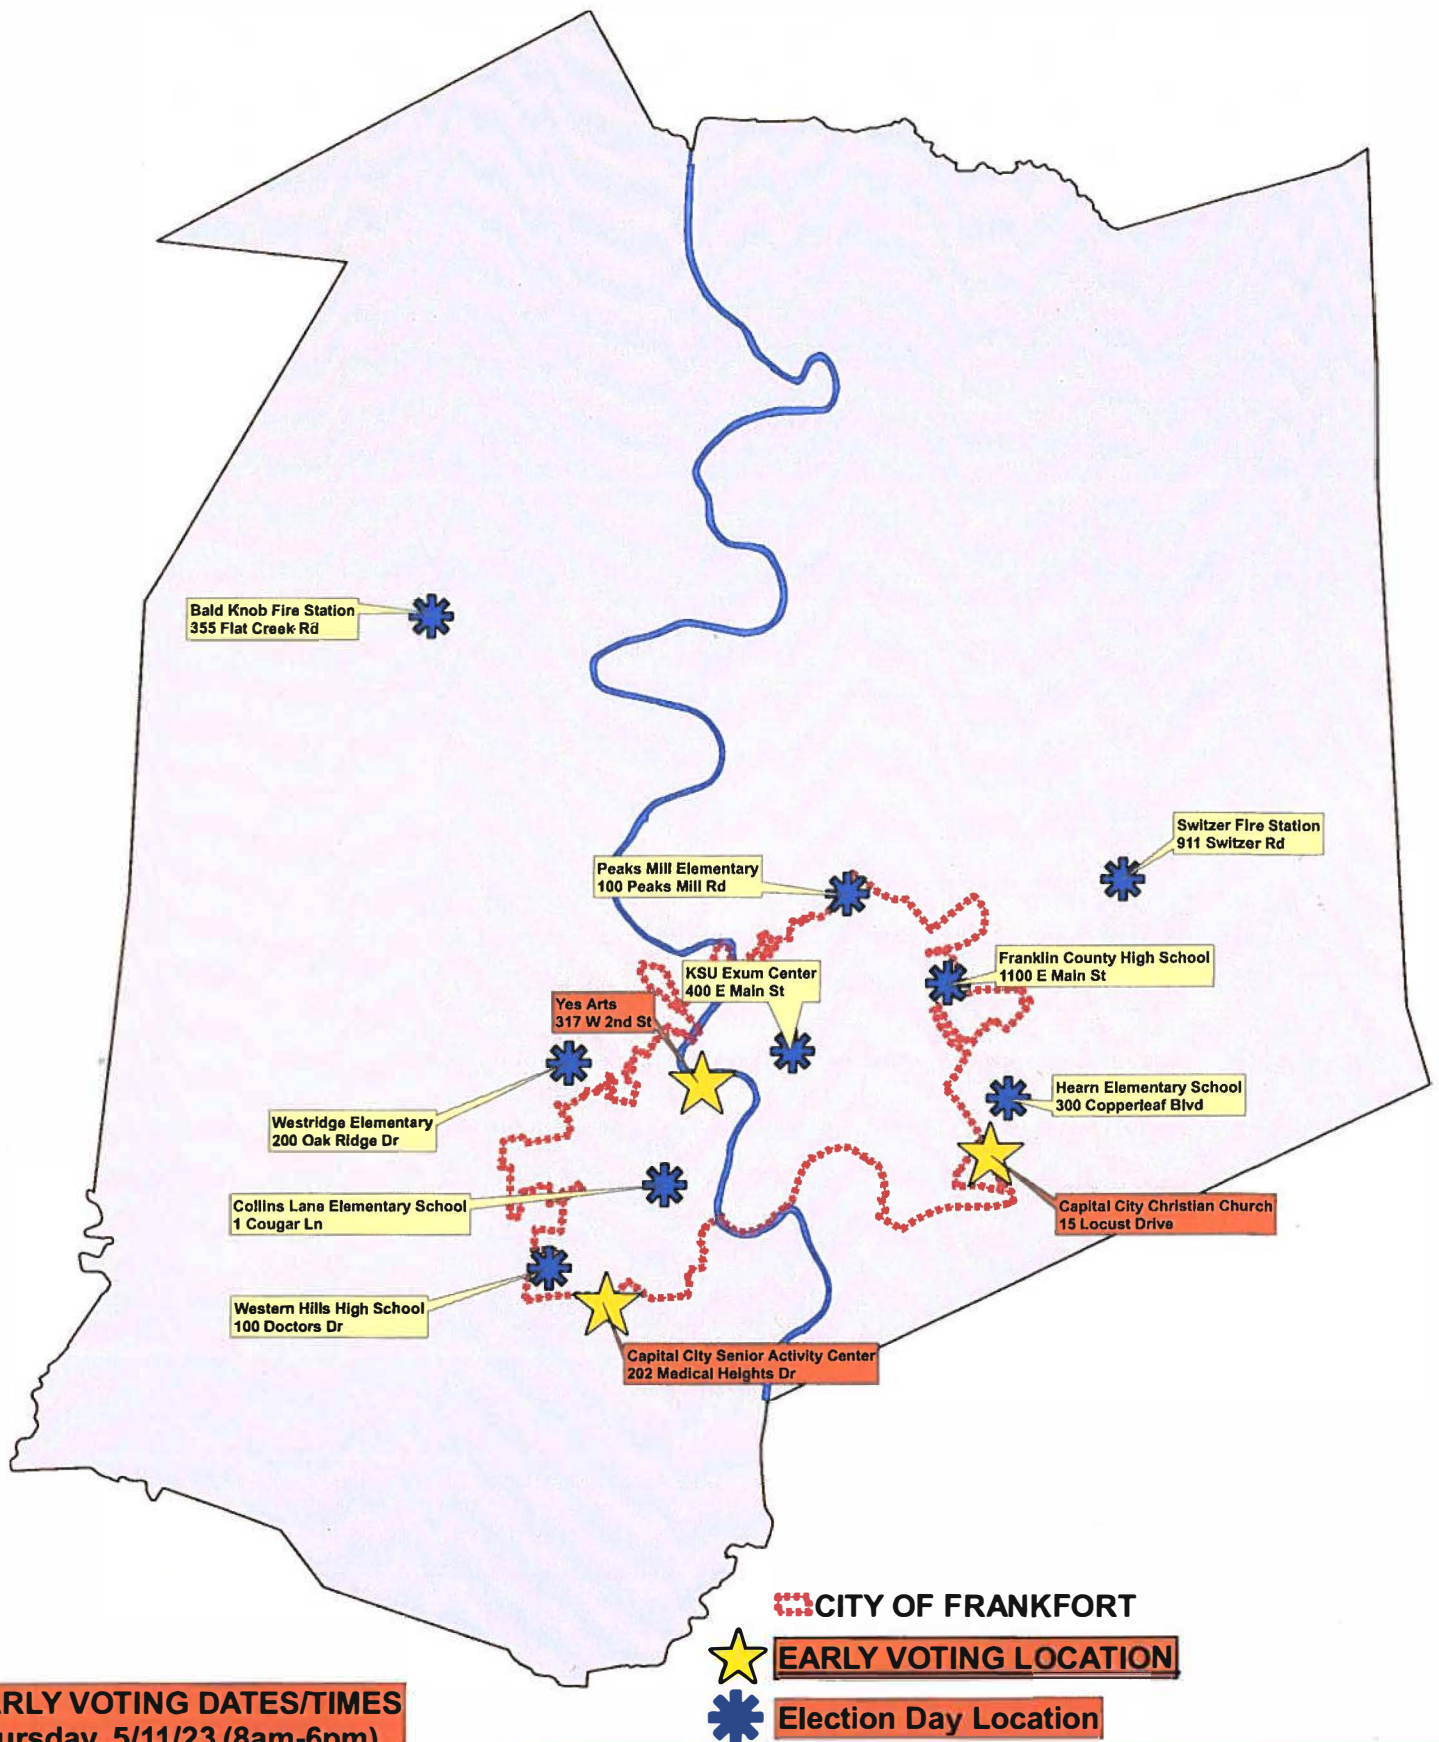 Bald Knob Fire Station
355 Flat Creek Rd
Switzer Fire Station
911 Switzer Rd
Peaks Mill Elementary
100 Peaks Mill Rd
Franklin County High School
1100 E Main St
KSU Exum Center
400 E Main St
Yes Arts
317 W 2nd St
Hearn Elementary School
300 Copperleaf Blvd
Westridge Elementary
200 Oak Ridge Dr
Collins Lane Elementary School
1 Cougar Ln
Capital City Christian Church
15 Locust Drive
Western Hills High School
100 Doctors Dr
Capital City Senior Activity Center
202 Medical Heights Dr
CITY OF FRANKFORT
EARLY VOTING LOCATION
Election Day Location
ARLY VOTING DATES/TIMES
ursday 5/11/23 (8am-6pm)